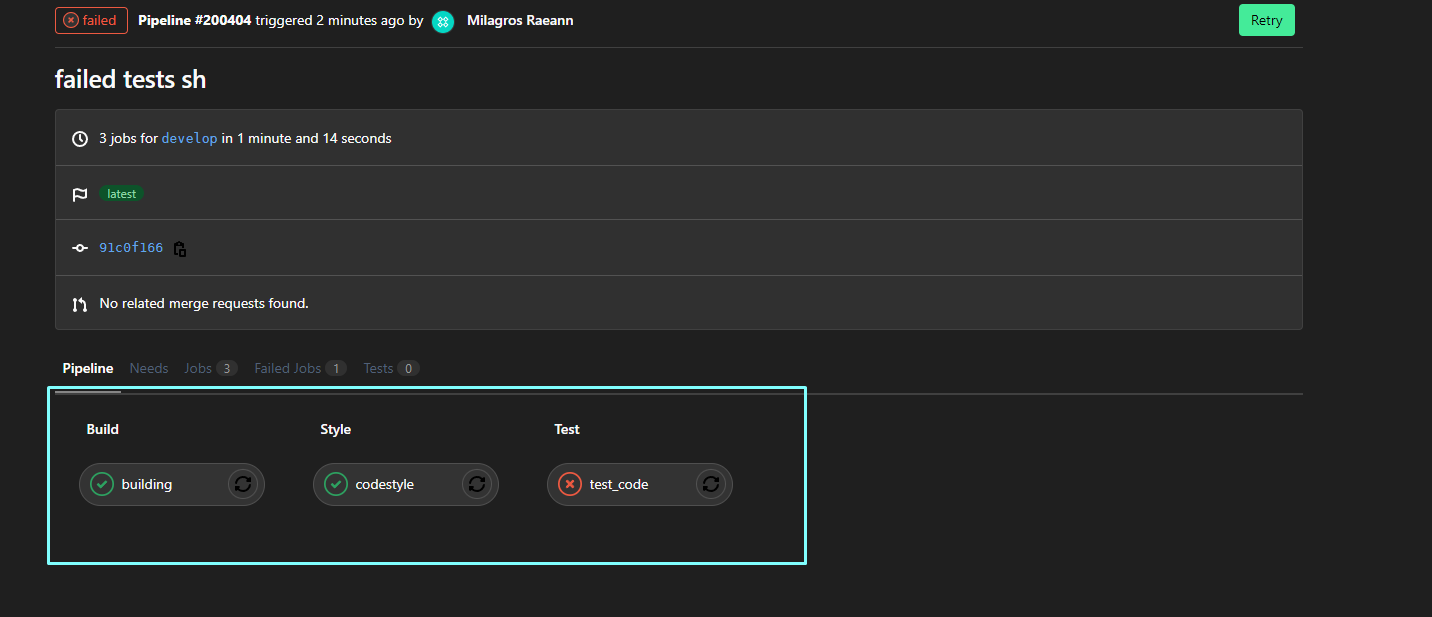 failed Pipeline #200404 triggered 2 minutes ago by Milagros Raeann Retry
failed tests sh
3 jobs for develop in 1 minute and 14 seconds
latest
91c0f166
No related merge requests found.
Pipeline Needs Jobs 3 Failed Jobs 1 Tests 0
Build Style Test
building codestyle test_code